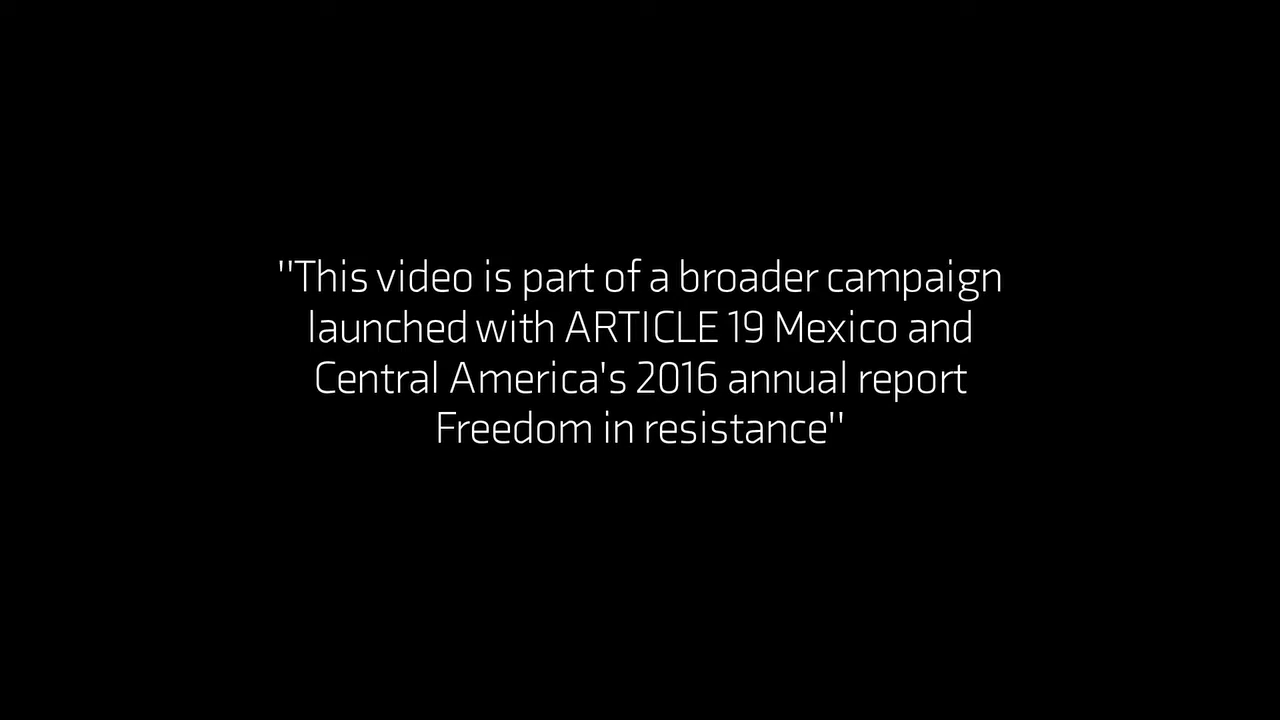 "This video is part of a broader campaign
launched with ARTICLE 19 Mexico and
Central America's 2016 annual report
Freedom in resistance"